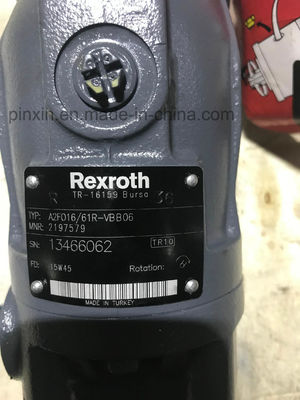 pinxin.en.made-in-china.com
Rexroth
TR-16159 Bursa
R 36
TYP: A2FO16/61R-VBB06
MNR: 2197579
SN: 13466062 TR10
FD: 15W45 Rotation:
MADE IN TURKEY